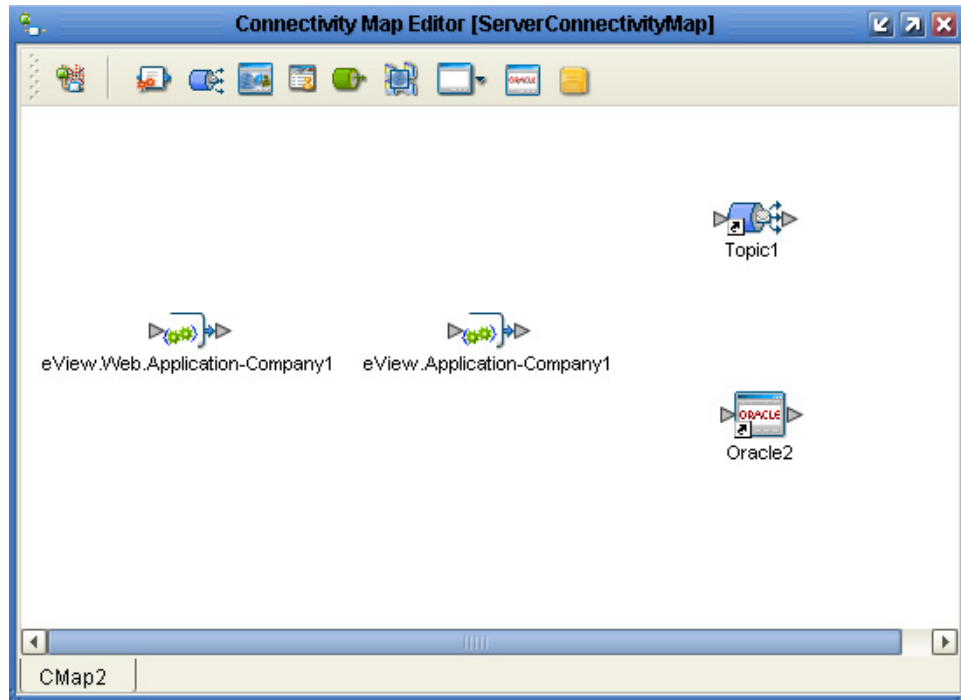 Connectivity Map Editor [ServerConnectivityMap]
ORACLE
Topic1
eView.Web.Application-Company1
eView.Application-Company1
ORACLE
Oracle2
CMap2